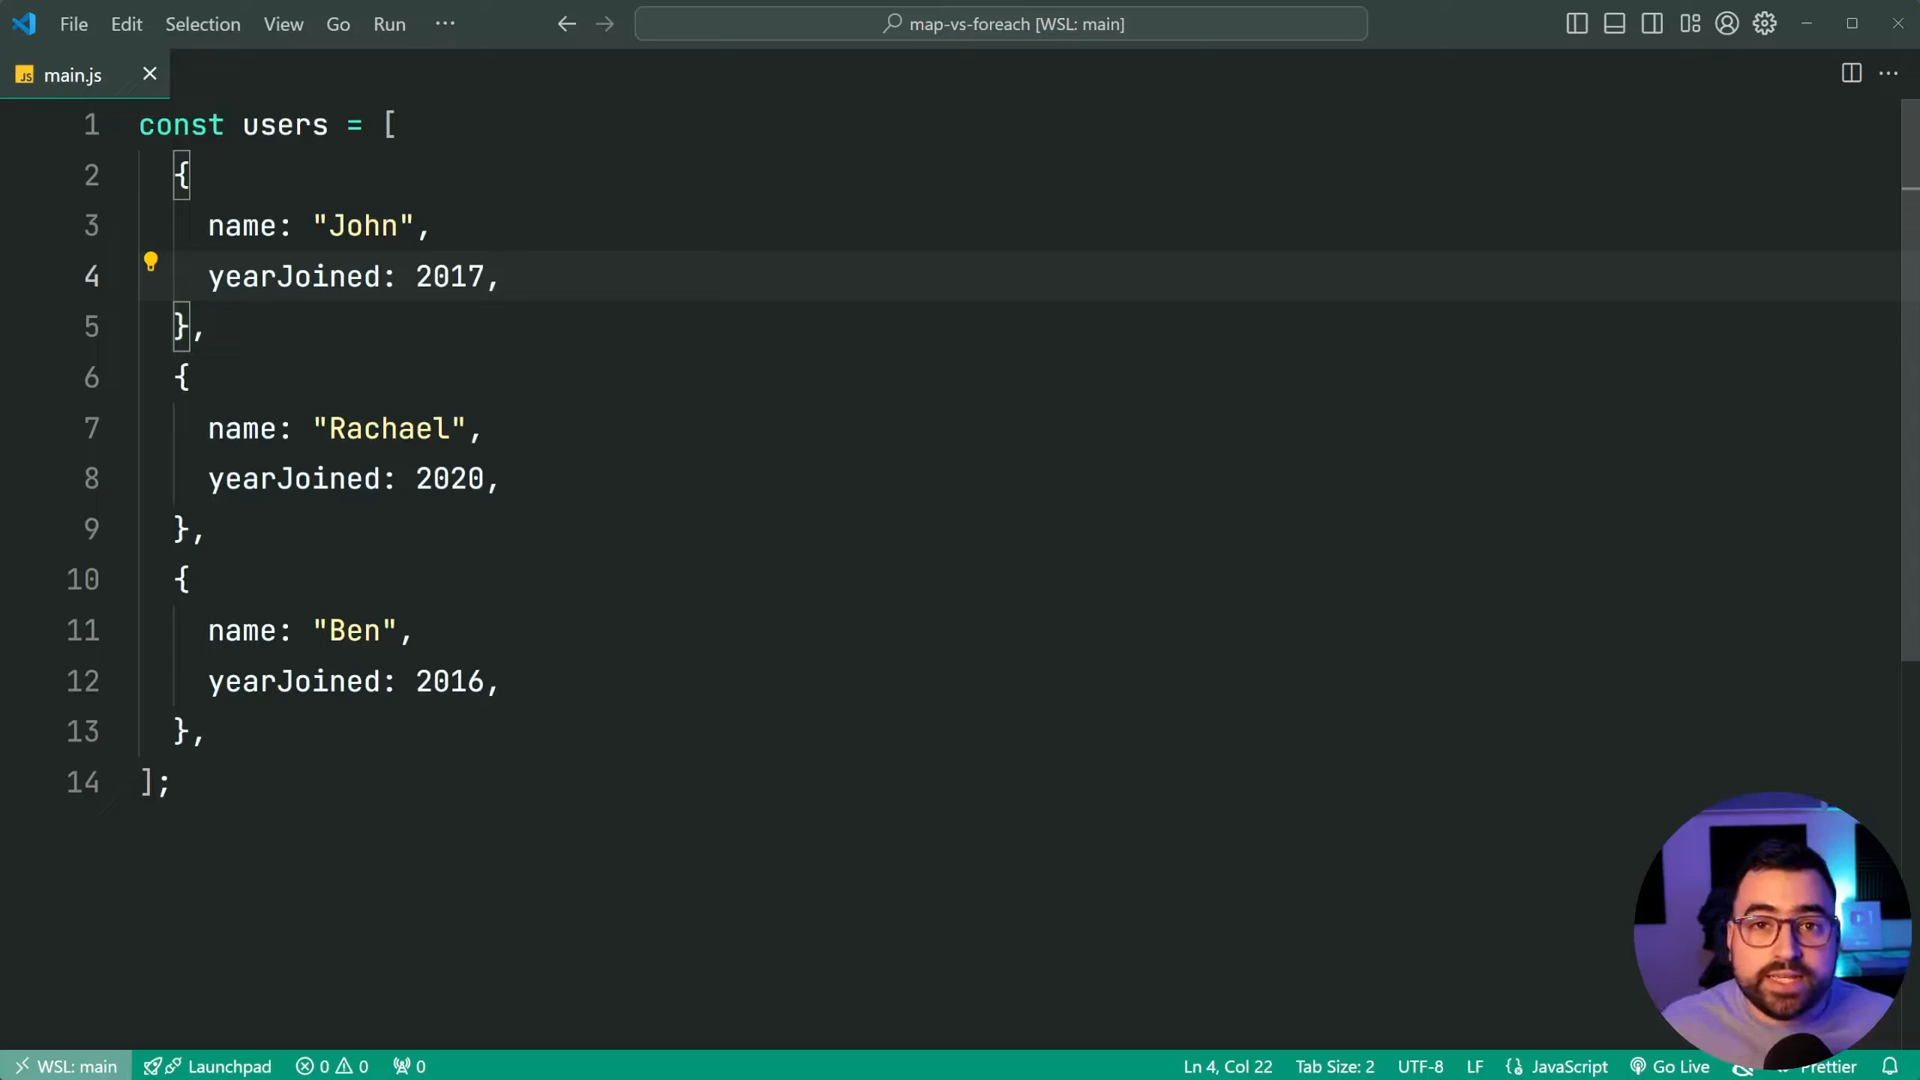 File Edit Selection View Go Run ··· map-vs-foreach [WSL: main]
JS main.js
1 const users = [
2 {
3 name: "John",
4 yearJoined: 2017,
5 },
6 {
7 name: "Rachael",
8 yearJoined: 2020,
9 },
10 {
11 name: "Ben",
12 yearJoined: 2016,
13 },
14 ];
WSL: main Launchpad 0 0 0 Ln 4, Col 22 Tab Size: 2 UTF-8 LF {} JavaScript Go Live Prettier